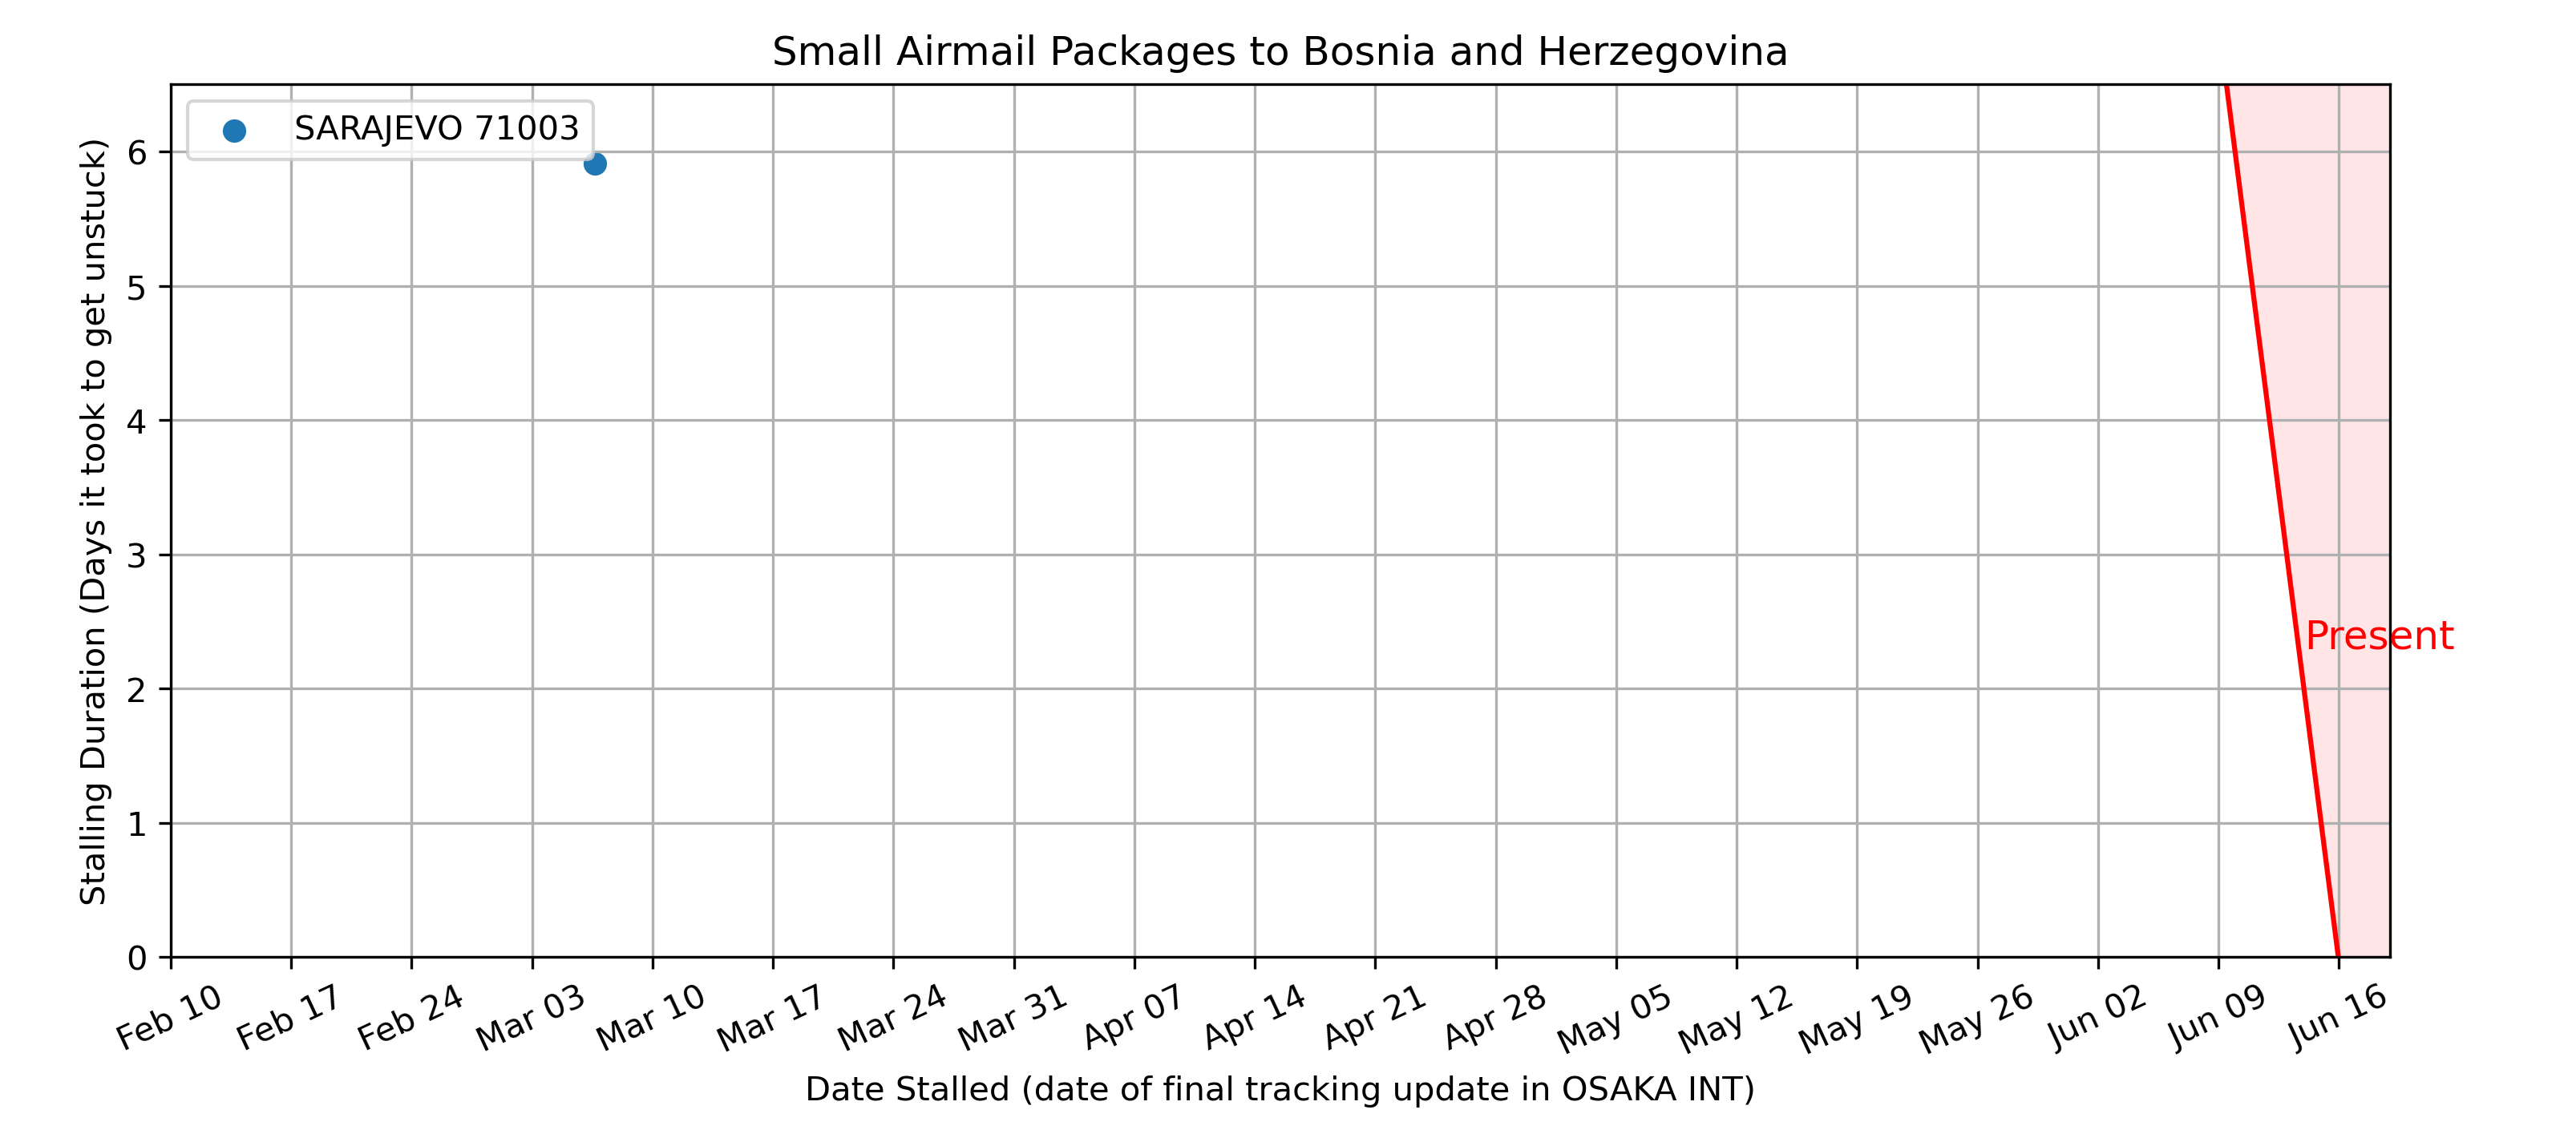 Small Airmail Packages to Bosnia and Herzegovina
SARAJEVO 71003
Stalling Duration (Days it took to get unstuck)
6
5
4
3
2
1
0
Present
Feb 10 Feb 17 Feb 24 Mar 03 Mar 10 Mar 17 Mar 24 Mar 31 Apr 07 Apr 14 Apr 21 Apr 28 May 05 May 12 May 19 May 26 Jun 02 Jun 09 Jun 16
Date Stalled (date of final tracking update in OSAKA INT)